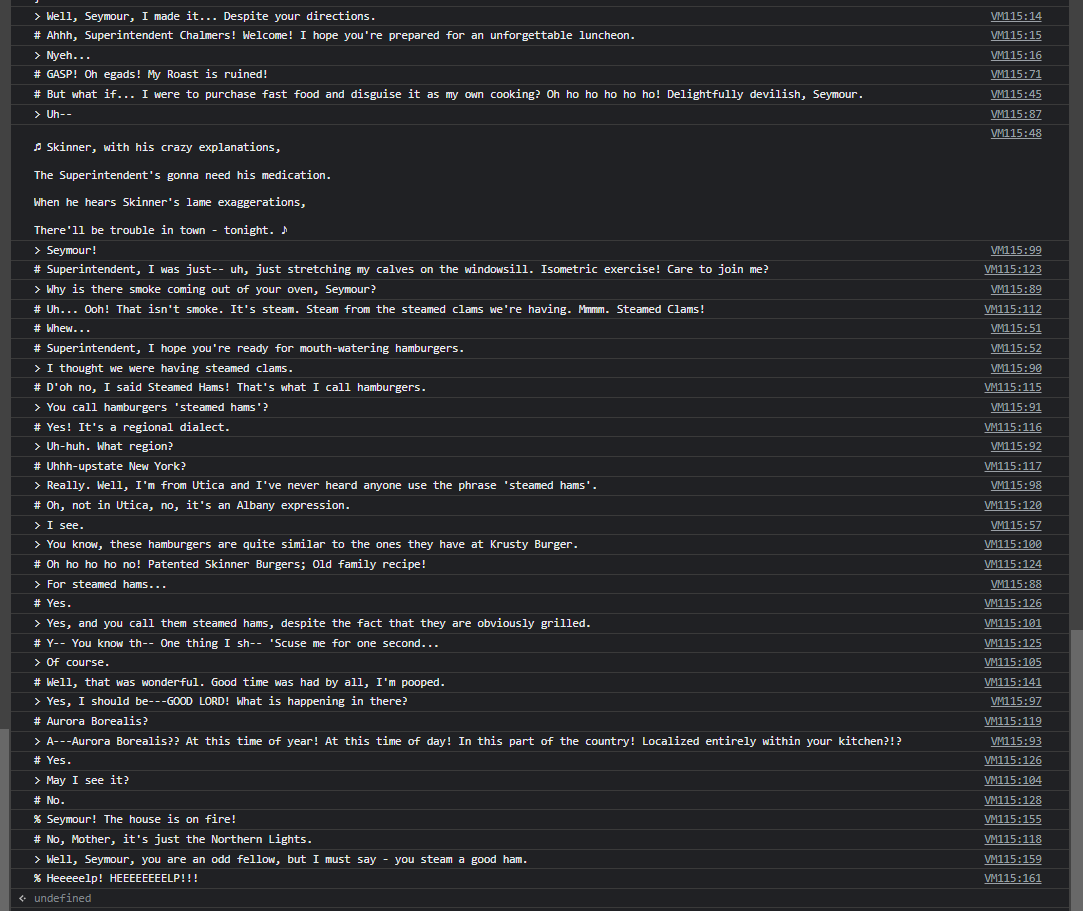 > Well, Seymour, I made it... Despite your directions. VM115:14
# Ahhh, Superintendent Chalmers! Welcome! I hope you're prepared for an unforgettable luncheon. VM115:15
> Nyeh... VM115:16
# GASP! Oh egads! My Roast is ruined! VM115:71
# But what if... I were to purchase fast food and disguise it as my own cooking? Oh ho ho ho ho ho! Delightfully devilish, Seymour. VM115:45
> Uh-- VM115:87
VM115:48
♫ Skinner, with his crazy explanations,
The Superintendent's gonna need his medication.
When he hears Skinner's lame exaggerations,
There'll be trouble in town - tonight. ♪
> Seymour! VM115:99
# Superintendent, I was just-- uh, just stretching my calves on the windowsill. Isometric exercise! Care to join me? VM115:123
> Why is there smoke coming out of your oven, Seymour? VM115:89
# Uh... Ooh! That isn't smoke. It's steam. Steam from the steamed clams we're having. Mmmm. Steamed Clams! VM115:112
# Whew... VM115:51
# Superintendent, I hope you're ready for mouth-watering hamburgers. VM115:52
> I thought we were having steamed clams. VM115:90
# D'oh no, I said Steamed Hams! That's what I call hamburgers. VM115:115
> You call hamburgers 'steamed hams'? VM115:91
# Yes! It's a regional dialect. VM115:116
> Uh-huh. What region? VM115:92
# Uhhh-upstate New York? VM115:117
> Really. Well, I'm from Utica and I've never heard anyone use the phrase 'steamed hams'. VM115:98
# Oh, not in Utica, no, it's an Albany expression. VM115:120
> I see. VM115:57
> You know, these hamburgers are quite similar to the ones they have at Krusty Burger. VM115:100
# Oh ho ho ho no! Patented Skinner Burgers; Old family recipe! VM115:124
> For steamed hams... VM115:88
# Yes. VM115:126
> Yes, and you call them steamed hams, despite the fact that they are obviously grilled. VM115:101
# Y-- You know th-- One thing I sh-- 'Scuse me for one second... VM115:125
> Of course. VM115:105
# Well, that was wonderful. Good time was had by all, I'm pooped. VM115:141
> Yes, I should be---GOOD LORD! What is happening in there? VM115:97
# Aurora Borealis? VM115:119
> A---Aurora Borealis?? At this time of year! At this time of day! In this part of the country! Localized entirely within your kitchen?!? VM115:93
# Yes. VM115:126
> May I see it? VM115:104
# No. VM115:128
% Seymour! The house is on fire! VM115:155
# No, Mother, it's just the Northern Lights. VM115:118
> Well, Seymour, you are an odd fellow, but I must say - you steam a good ham. VM115:159
% Heeeeelp! HEEEEEEEELP!!! VM115:161
undefined